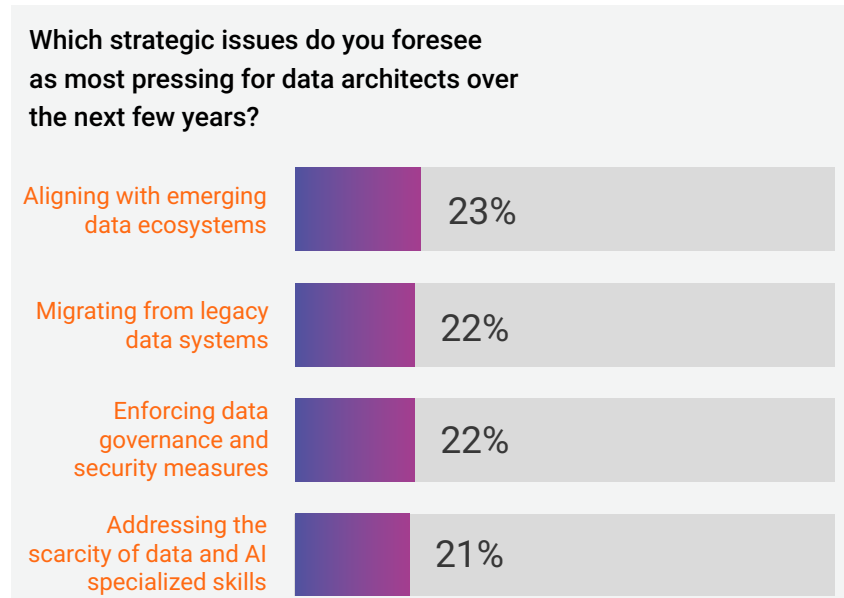 Which strategic issues do you foresee
as most pressing for data architects over
the next few years?
Aligning with emerging
data ecosystems
23%
Migrating from legacy
data systems
22%
Enforcing data
governance and
security measures
22%
Addressing the
scarcity of data and AI
specialized skills
21%